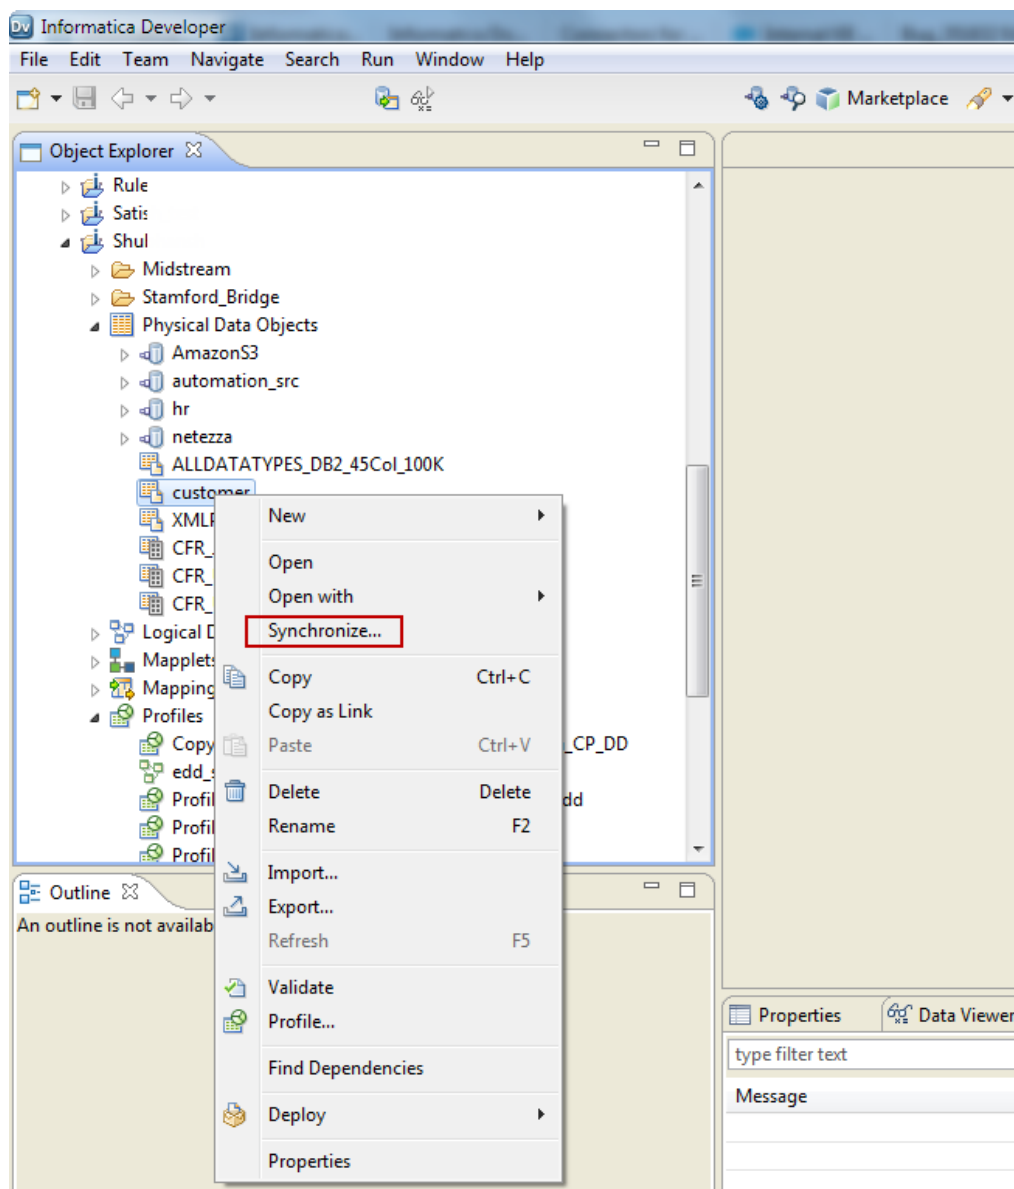 Informatica Developer
File Edit Team Navigate Search Run Window Help
Marketplace
Object Explorer
Rule
Satis
Shul
Midstream
Stamford_Bridge
Physical Data Objects
AmazonS3
automation_src
hr
netezza
ALLDATATYPES_DB2_45Col_100K
customer
XMLF
CFR_
CFR_
CFR_
Logical D
Mapplets
Mapping
Profiles
Copy _CP_DD
edd_s
Profil dd
Profil
Profil
New
Open
Open with
Synchronize...
Copy Ctrl+C
Copy as Link
Paste Ctrl+V
Delete Delete
Rename F2
Import...
Export...
Refresh F5
Validate
Profile...
Find Dependencies
Deploy
Properties
Outline
An outline is not availab
Properties Data Viewer
type filter text
Message